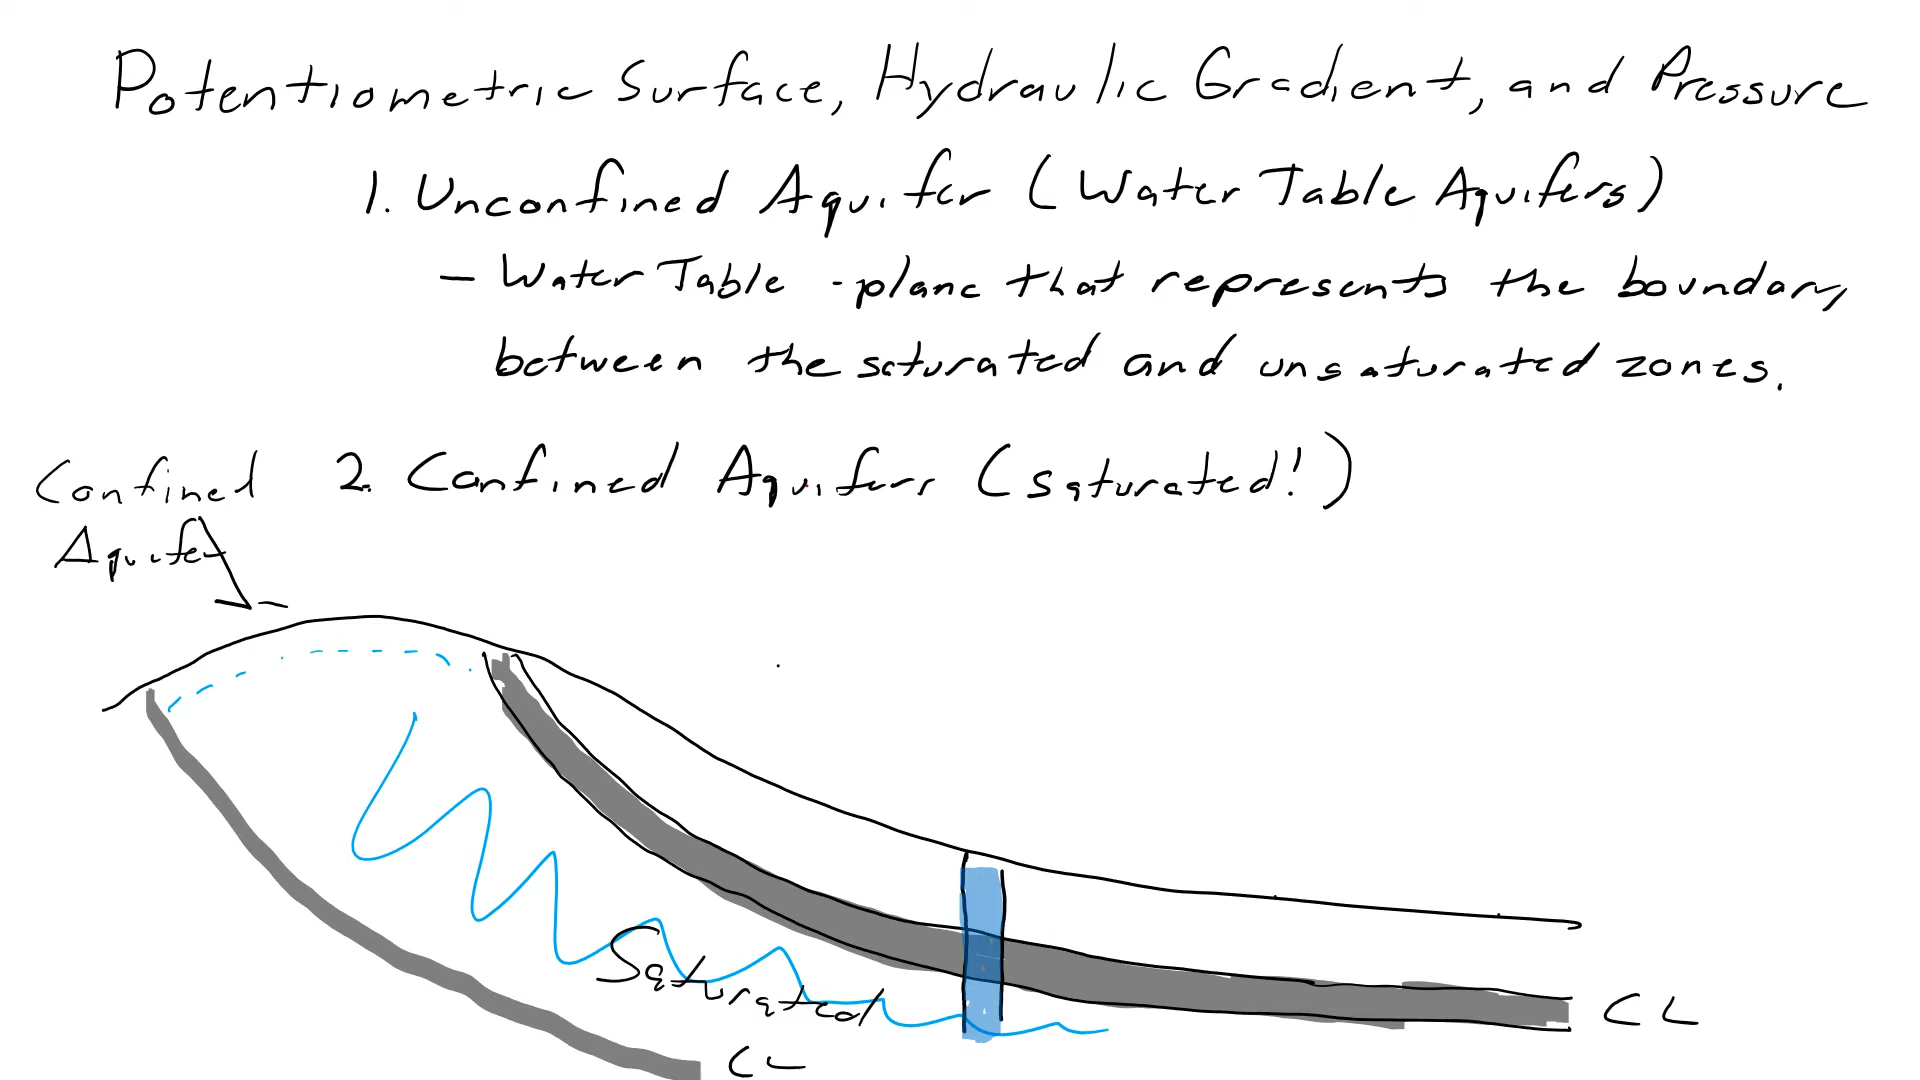 Potentiometric Surface, Hydraulic Gradient, and Pressure
1. Unconfined Aquifer (Water Table Aquifers)
- Water Table - plane that represents the boundary
between the saturated and unsaturated zones.
2. Confined Aquifers (saturated!)
Confined
Aquifer
Saturated
CL
CL